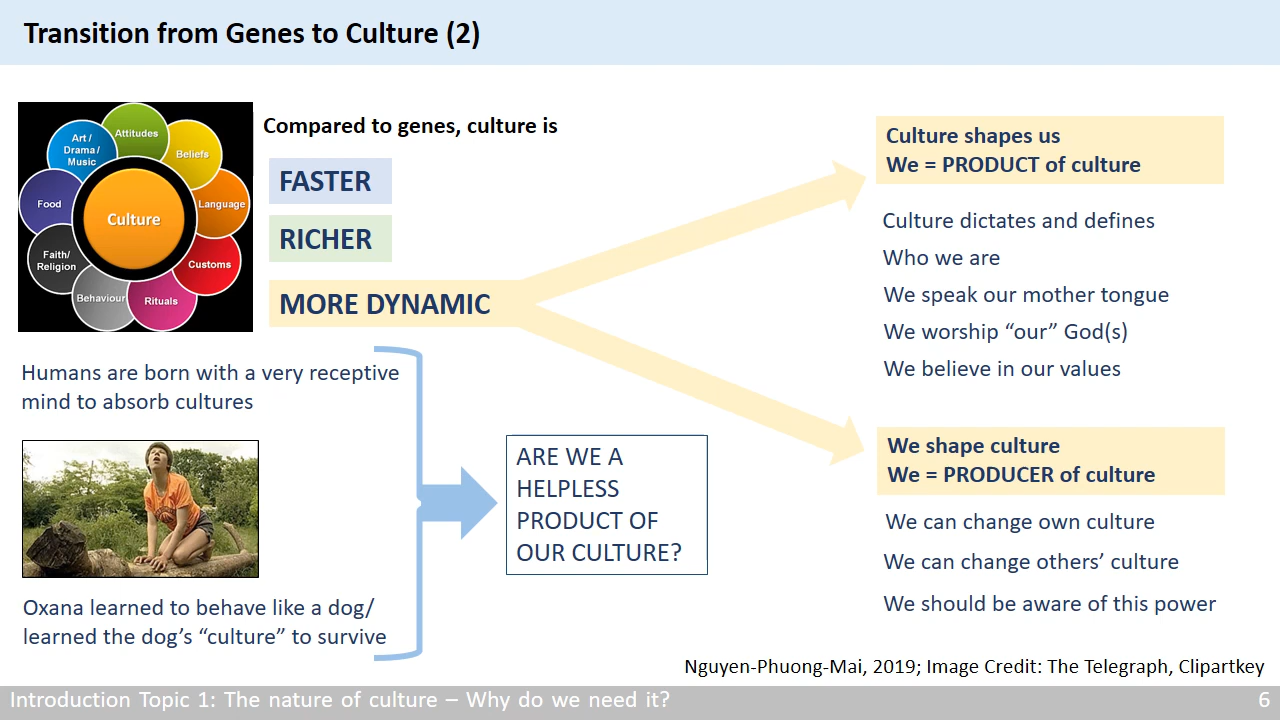 Transition from Genes to Culture (2)
Art /
Drama /
Music
Attitudes
Beliefs
Food
Culture
Language
Faith/
Religion
Customs
Behaviour
Rituals
Compared to genes, culture is
FASTER
RICHER
MORE DYNAMIC
Humans are born with a very receptive
mind to absorb cultures
Oxana learned to behave like a dog/
learned the dog's “culture” to survive
ARE WE A
HELPLESS
PRODUCT OF
OUR CULTURE?
Culture shapes us
We = PRODUCT of culture
Culture dictates and defines
Who we are
We speak our mother tongue
We worship “our” God(s)
We believe in our values
We shape culture
We = PRODUCER of culture
We can change own culture
We can change others’ culture
We should be aware of this power
Nguyen-Phuong-Mai, 2019; Image Credit: The Telegraph, Clipartkey
Introduction Topic 1: The nature of culture – Why do we need it?
6